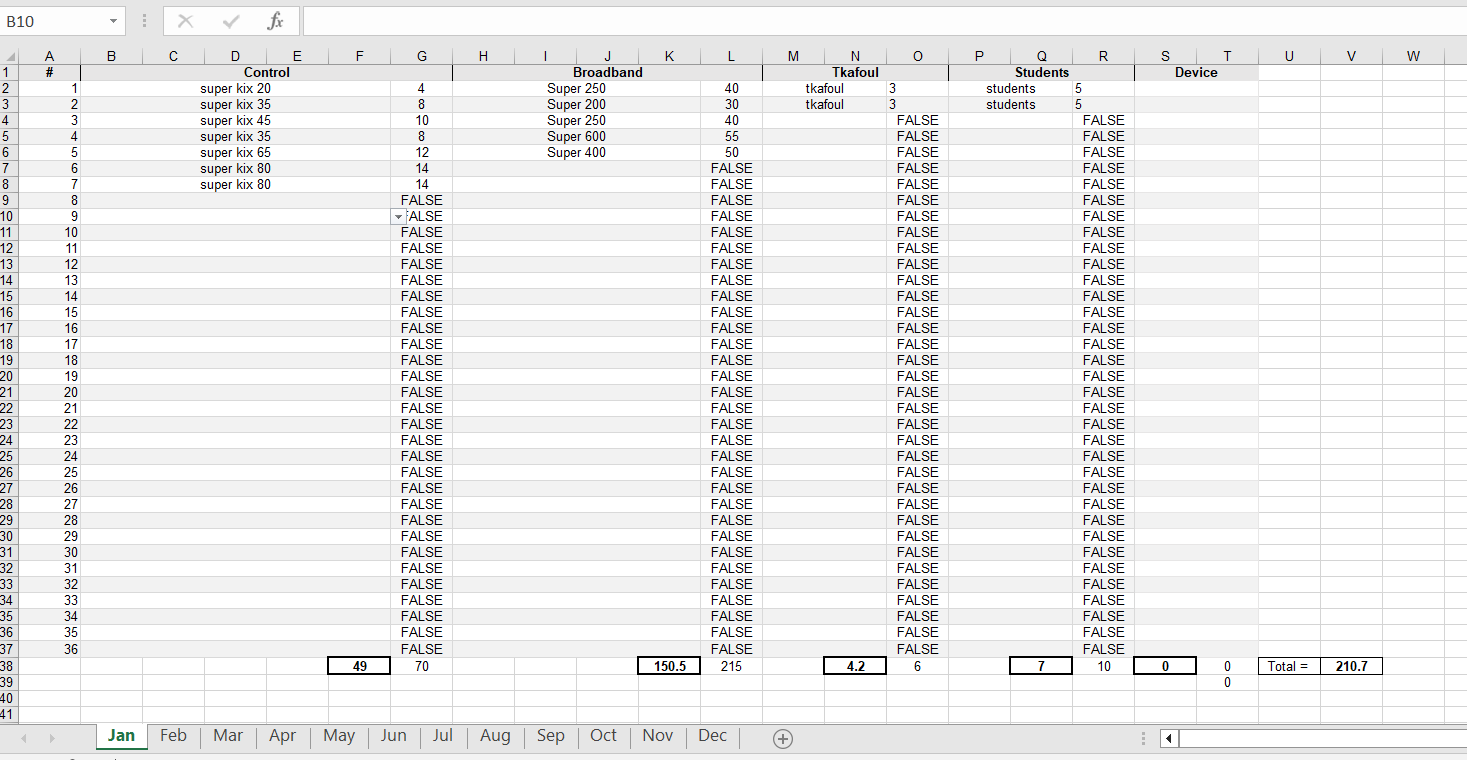 B10 fx
A B C D E F G H I J K L M N O P Q R S T U V W
1 # Control Broadband Tkafoul Students Device
2 1 super kix 20 4 Super 250 40 tkafoul 3 students 5
3 2 super kix 35 8 Super 200 30 tkafoul 3 students 5
4 3 super kix 45 10 Super 250 40 FALSE FALSE
5 4 super kix 35 8 Super 600 55 FALSE FALSE
6 5 super kix 65 12 Super 400 50 FALSE FALSE
7 6 super kix 80 14 FALSE FALSE FALSE
8 7 super kix 80 14 FALSE FALSE FALSE
9 8 FALSE FALSE FALSE FALSE
10 9 ALSE FALSE FALSE FALSE
11 10 FALSE FALSE FALSE FALSE
12 11 FALSE FALSE FALSE FALSE
13 12 FALSE FALSE FALSE FALSE
14 13 FALSE FALSE FALSE FALSE
15 14 FALSE FALSE FALSE FALSE
16 15 FALSE FALSE FALSE FALSE
17 16 FALSE FALSE FALSE FALSE
18 17 FALSE FALSE FALSE FALSE
19 18 FALSE FALSE FALSE FALSE
20 19 FALSE FALSE FALSE FALSE
21 20 FALSE FALSE FALSE FALSE
22 21 FALSE FALSE FALSE FALSE
23 22 FALSE FALSE FALSE FALSE
24 23 FALSE FALSE FALSE FALSE
25 24 FALSE FALSE FALSE FALSE
26 25 FALSE FALSE FALSE FALSE
27 26 FALSE FALSE FALSE FALSE
28 27 FALSE FALSE FALSE FALSE
29 28 FALSE FALSE FALSE FALSE
30 29 FALSE FALSE FALSE FALSE
31 30 FALSE FALSE FALSE FALSE
32 31 FALSE FALSE FALSE FALSE
33 32 FALSE FALSE FALSE FALSE
34 33 FALSE FALSE FALSE FALSE
35 34 FALSE FALSE FALSE FALSE
36 35 FALSE FALSE FALSE FALSE
37 36 FALSE FALSE FALSE FALSE
38 49 70 150.5 215 4.2 6 7 10 0 0 Total = 210.7
39 0
40
41
Jan Feb Mar Apr May Jun Jul Aug Sep Oct Nov Dec